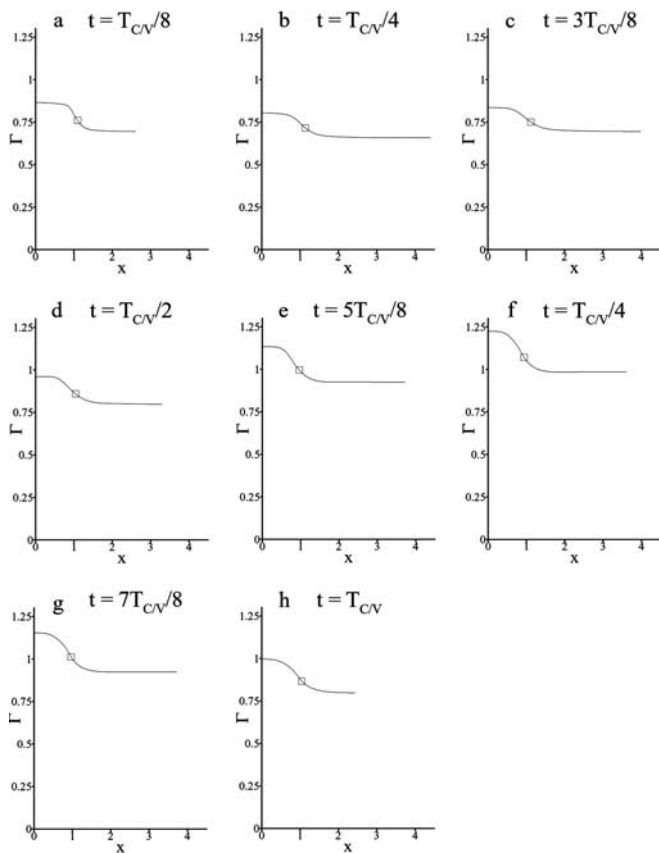 a t = T_C/V/8
b t = T_C/V/4
c t = 3T_C/V/8
1.25 1.25 1.25
1 1 1
0.75 0.75 0.75
Γ Γ Γ
0.5 0.5 0.5
0.25 0.25 0.25
0 0 0
0 1 2 3 4
0 1 2 3 4
0 1 2 3 4
x x x
d t = T_C/V/2
e t = 5T_C/V/8
f t = T_C/V/4
1.25 1.25 1.25
1 1 1
0.75 0.75 0.75
Γ Γ Γ
0.5 0.5 0.5
0.25 0.25 0.25
0 0 0
0 1 2 3 4
0 1 2 3 4
0 1 2 3 4
x x x
g t = 7T_C/V/8
h t = T_C/V
1.25 1.25
1 1
0.75 0.75
Γ Γ
0.5 0.5
0.25 0.25
0 0
0 1 2 3 4
0 1 2 3 4
x x